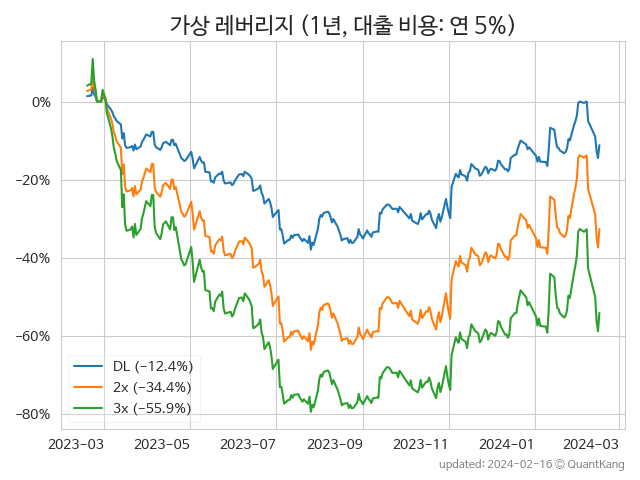 가상 레버리지 (1년, 대출 비용: 연 5%)
0%
−20%
−40%
−60%
−80%
DL (−12.4%)
2x (−34.4%)
3x (−55.9%)
2023-03 2023-05 2023-07 2023-09 2023-11 2024-01 2024-03
updated: 2024-02-16 © QuantKang